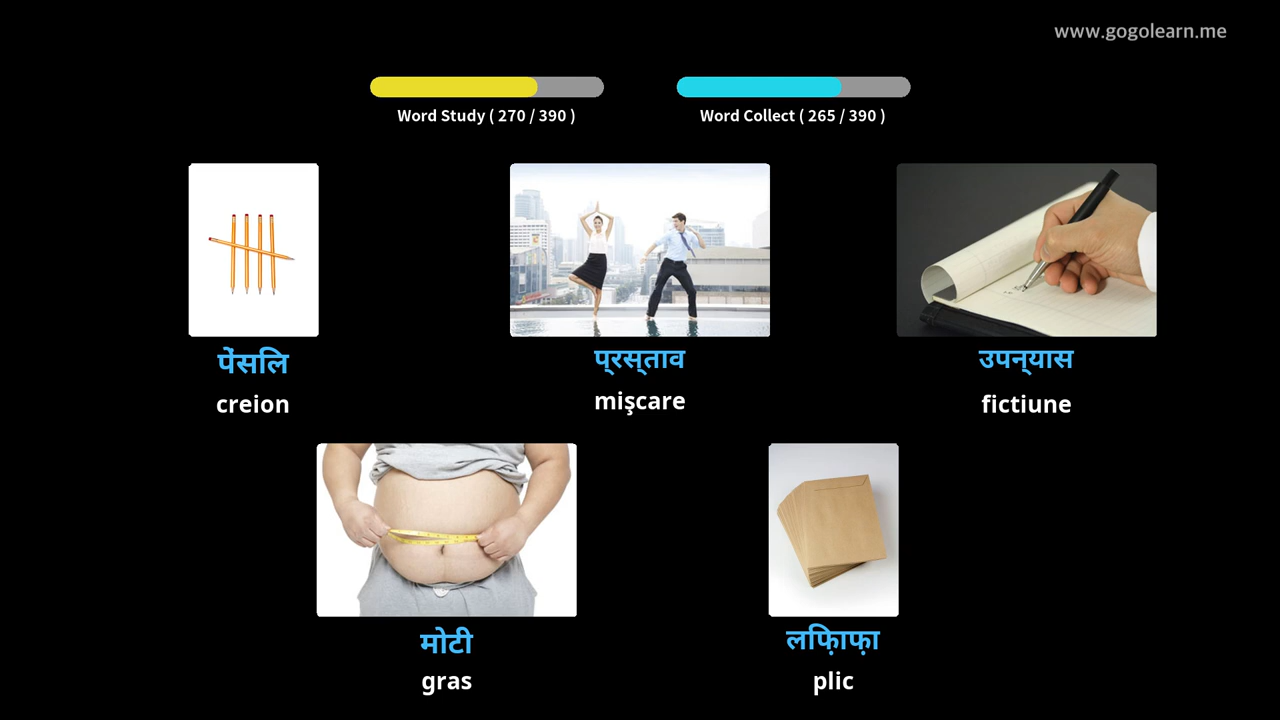 www.gogolearn.me
Word Study ( 270 / 390 )
Word Collect ( 265 / 390 )
पेंसलि
creion
प्‌रस्‌ताव
mişcare
उपन्‌यास
fictiune
मोटी
gras
लफ़िाफ़ा
plic